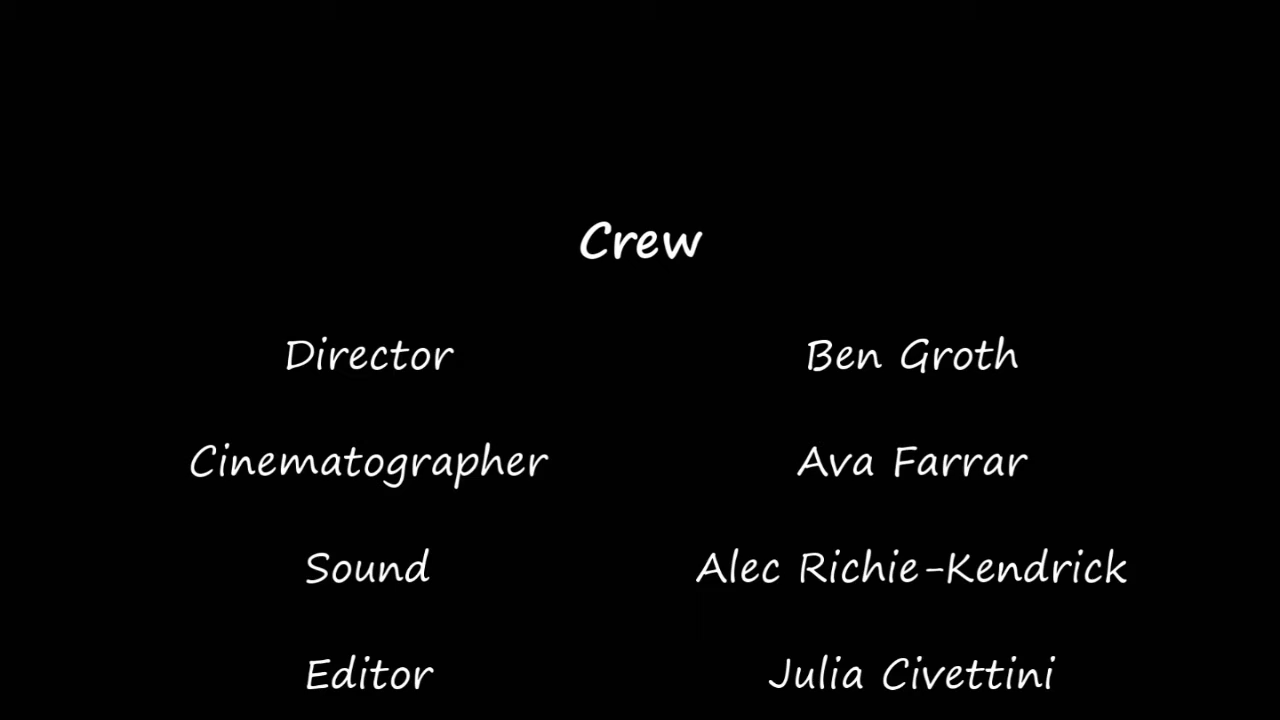 Crew
Director Ben Groth
Cinematographer Ava Farrar
Sound Alec Richie-Kendrick
Editor Julia Civettini